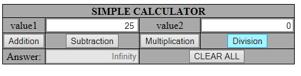 SIMPLE CALCULATOR
value1 25 value2 0
Addition Subtraction Multiplication Division
Answer: Infinity CLEAR ALL